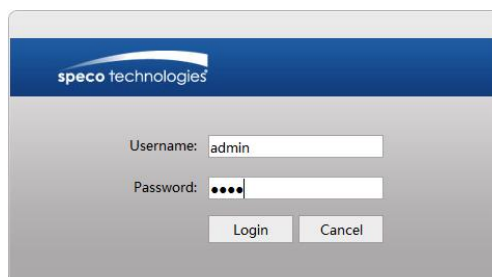 speco technologies
Username: admin
Password: ••••
Login Cancel